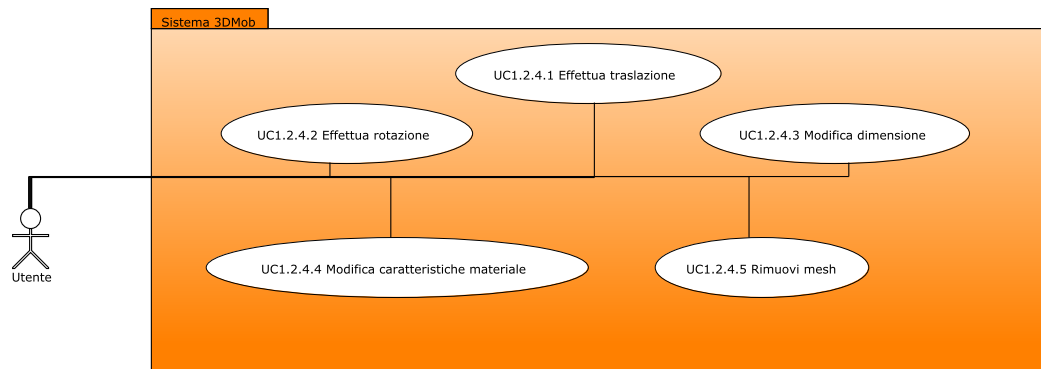 Sistema 3DMob
UC1.2.4.1 Effettua traslazione
UC1.2.4.2 Effettua rotazione
UC1.2.4.3 Modifica dimensione
UC1.2.4.4 Modifica caratteristiche materiale
UC1.2.4.5 Rimuovi mesh
Utente